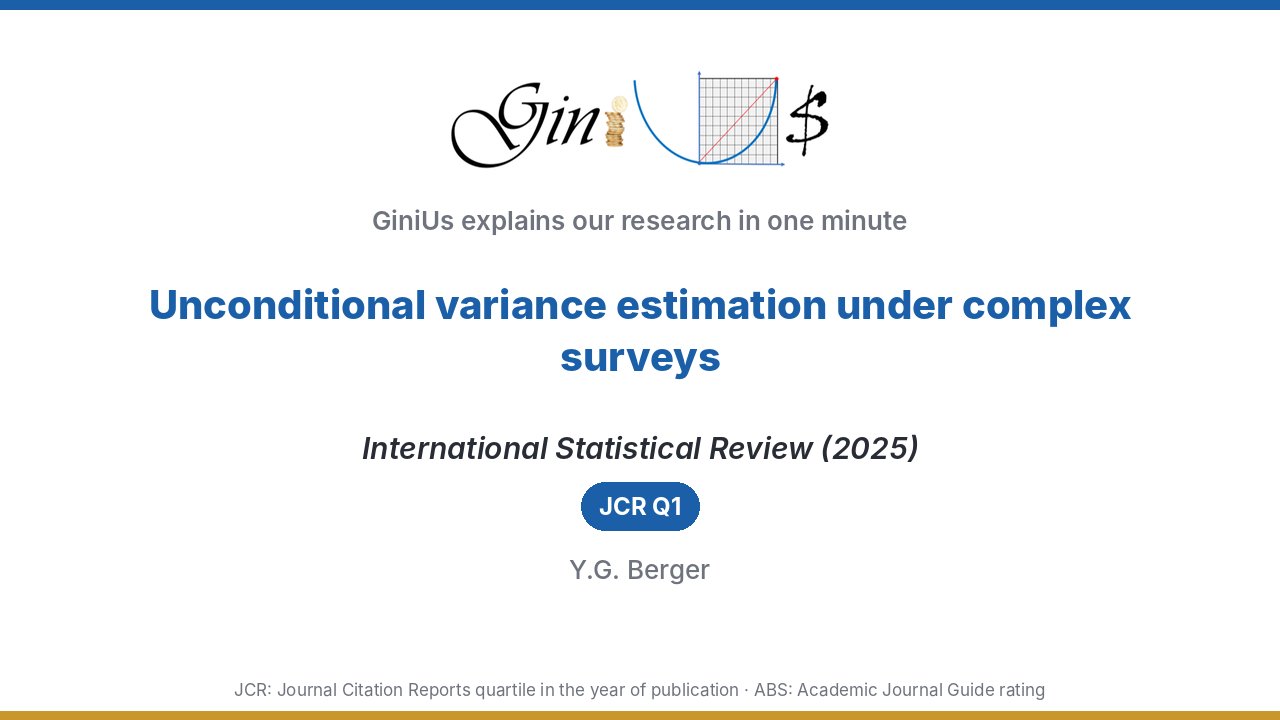 GiniU$
GiniUs explains our research in one minute
Unconditional variance estimation under complex
surveys
International Statistical Review (2025)
JCR Q1
Y.G. Berger
JCR: Journal Citation Reports quartile in the year of publication · ABS: Academic Journal Guide rating